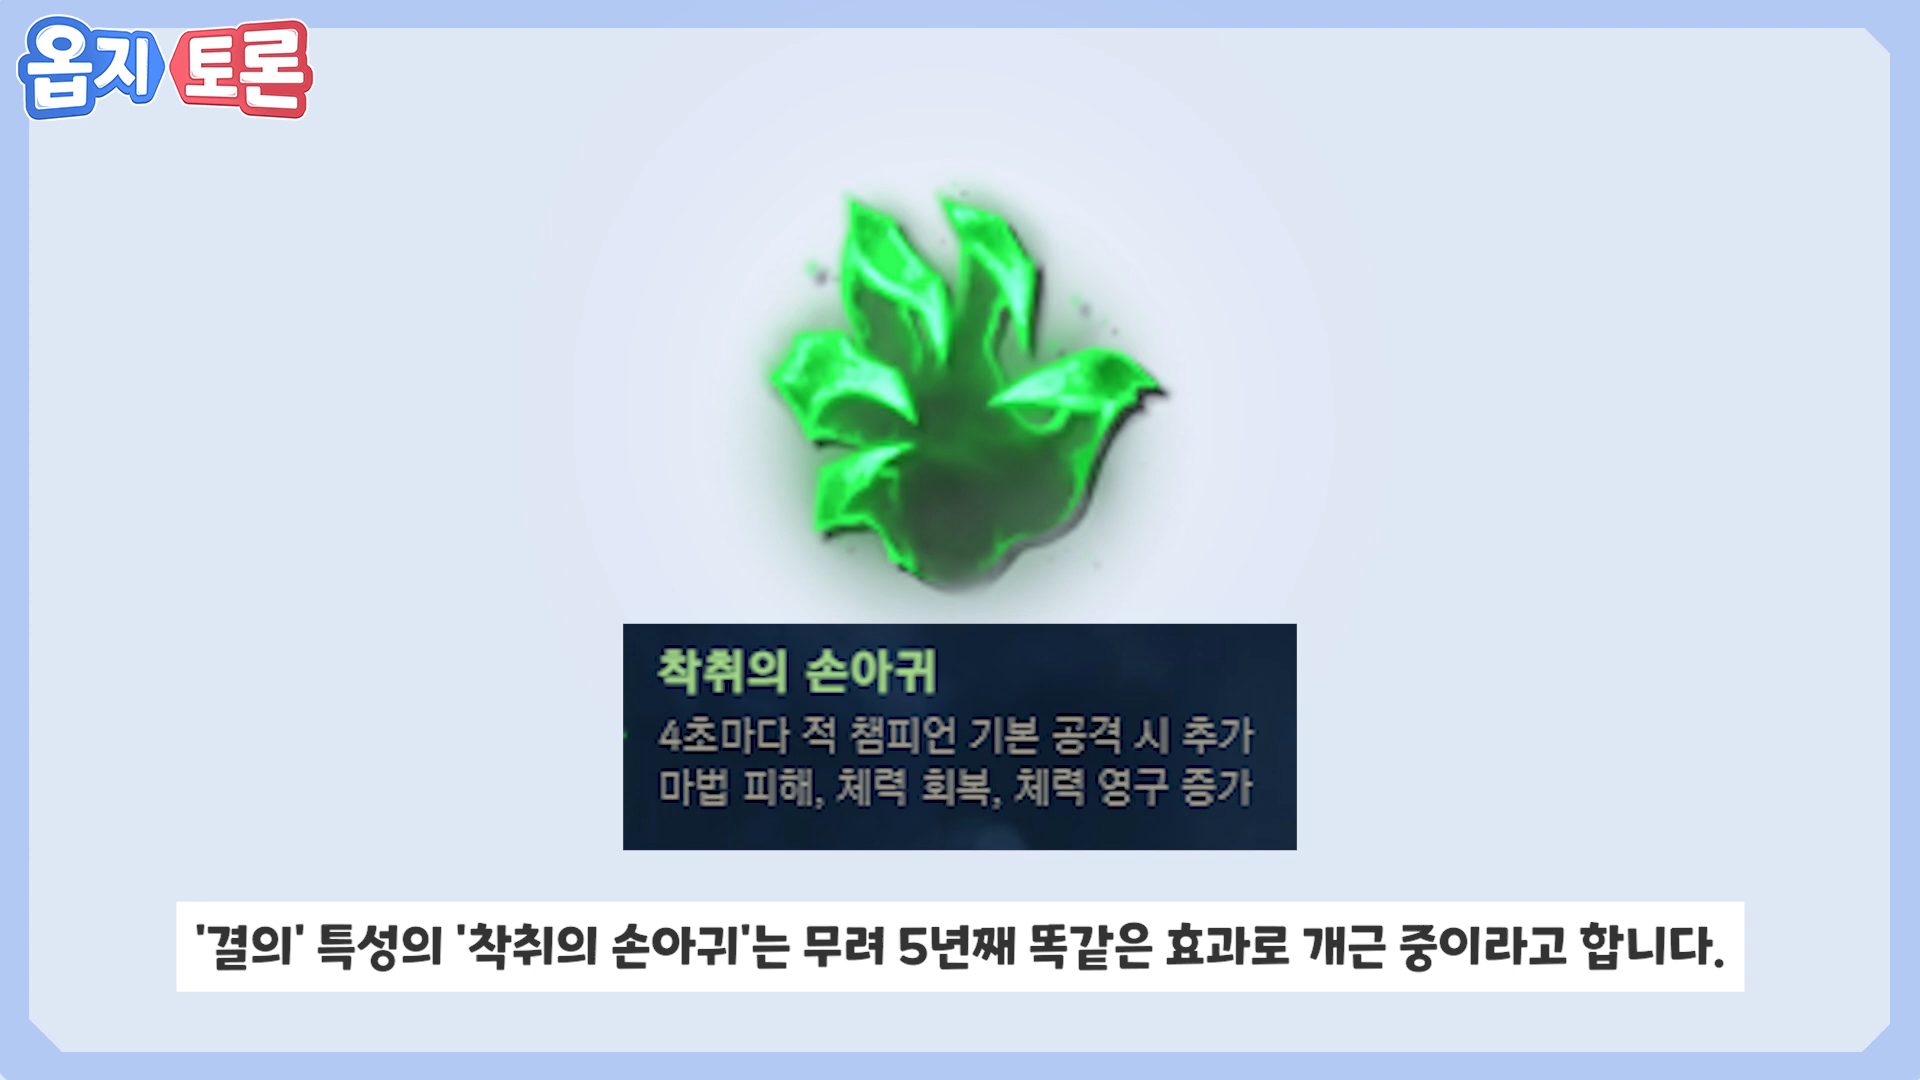 옵지 토론
착취의 손아귀
4초마다 적 챔피언 기본 공격 시 추가
마법 피해, 체력 회복, 체력 영구 증가
'결의' 특성의 '착취의 손아귀'는 무려 5년째 똑같은 효과로 개근 중이라고 합니다.